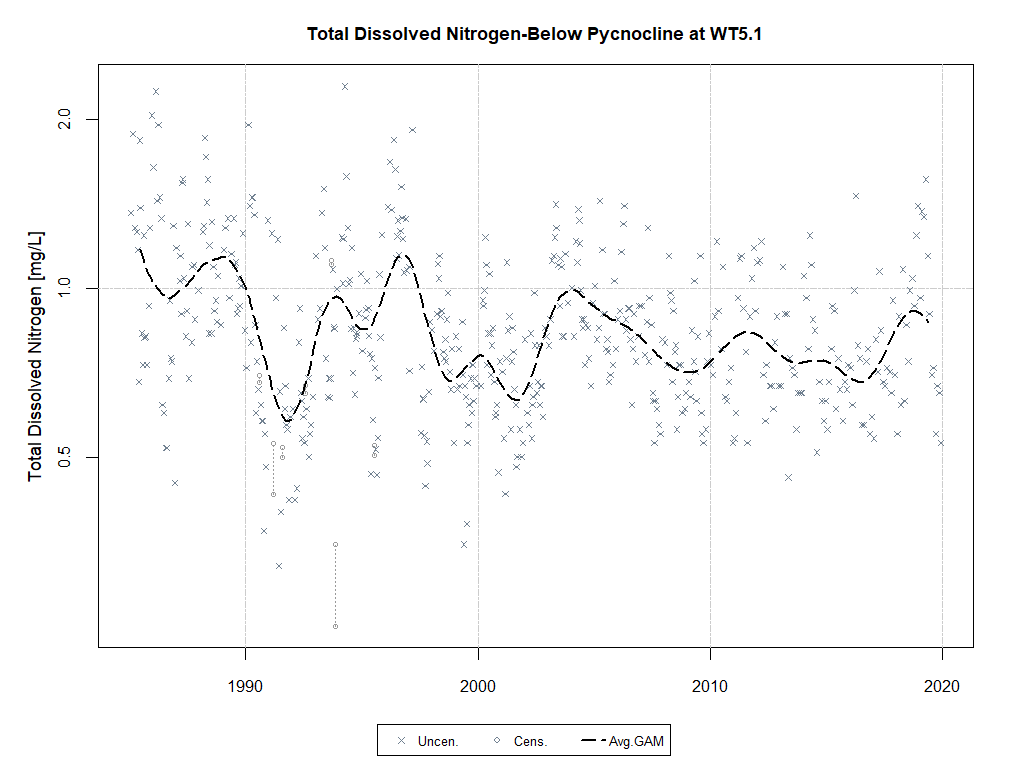 Total Dissolved Nitrogen-Below Pycnocline at WT5.1
Total Dissolved Nitrogen [mg/L]
2.0
1.0
0.5
1990 2000 2010 2020
Uncen. Cens. Avg.GAM